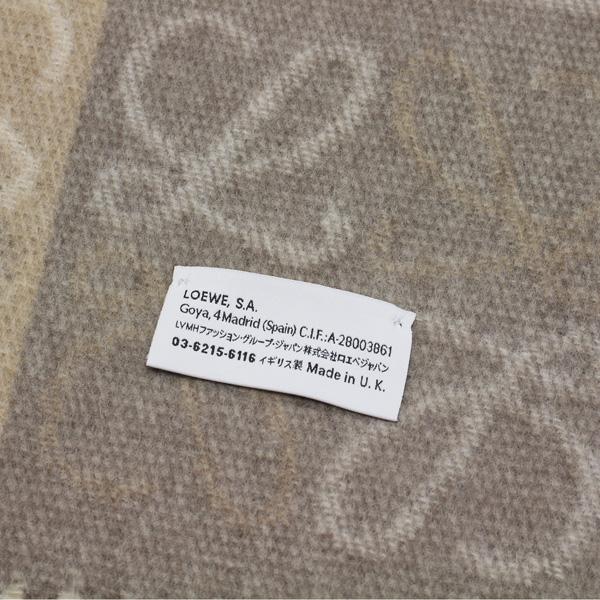 LOEWE, S.A.
Goya, 4 Madrid (Spain) C.I.F.:A-28003861
LVMHファッション・グループ・ジャパン株式会社ロエベジャパン
03-6215-6116 イギリス製 Made in U. K.